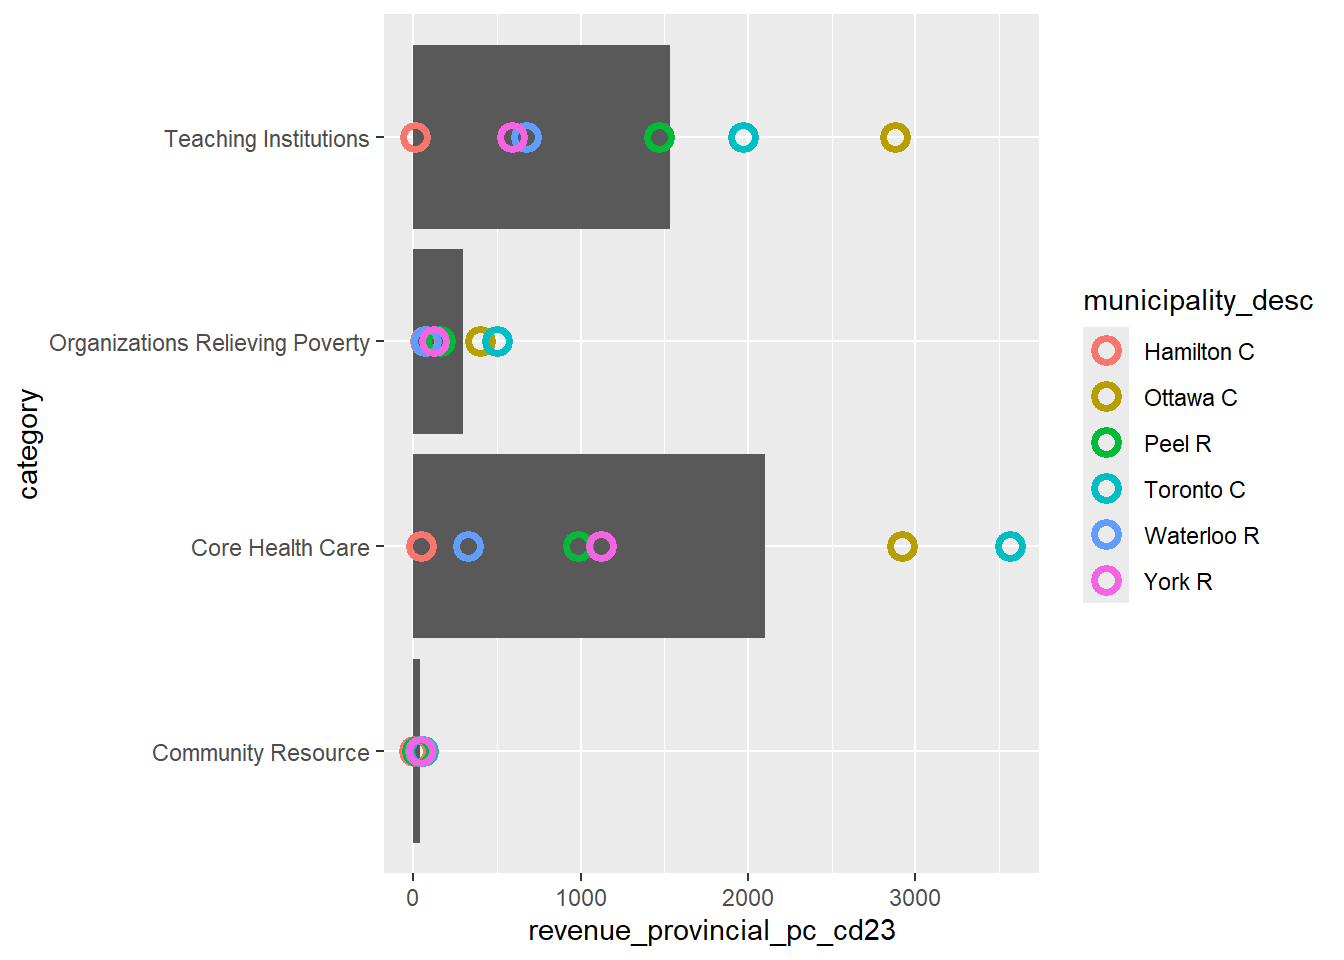 Teaching Institutions
Organizations Relieving Poverty
Core Health Care
Community Resource
category
0 1000 2000 3000
revenue_provincial_pc_cd23
municipality_desc
Hamilton C
Ottawa C
Peel R
Toronto C
Waterloo R
York R